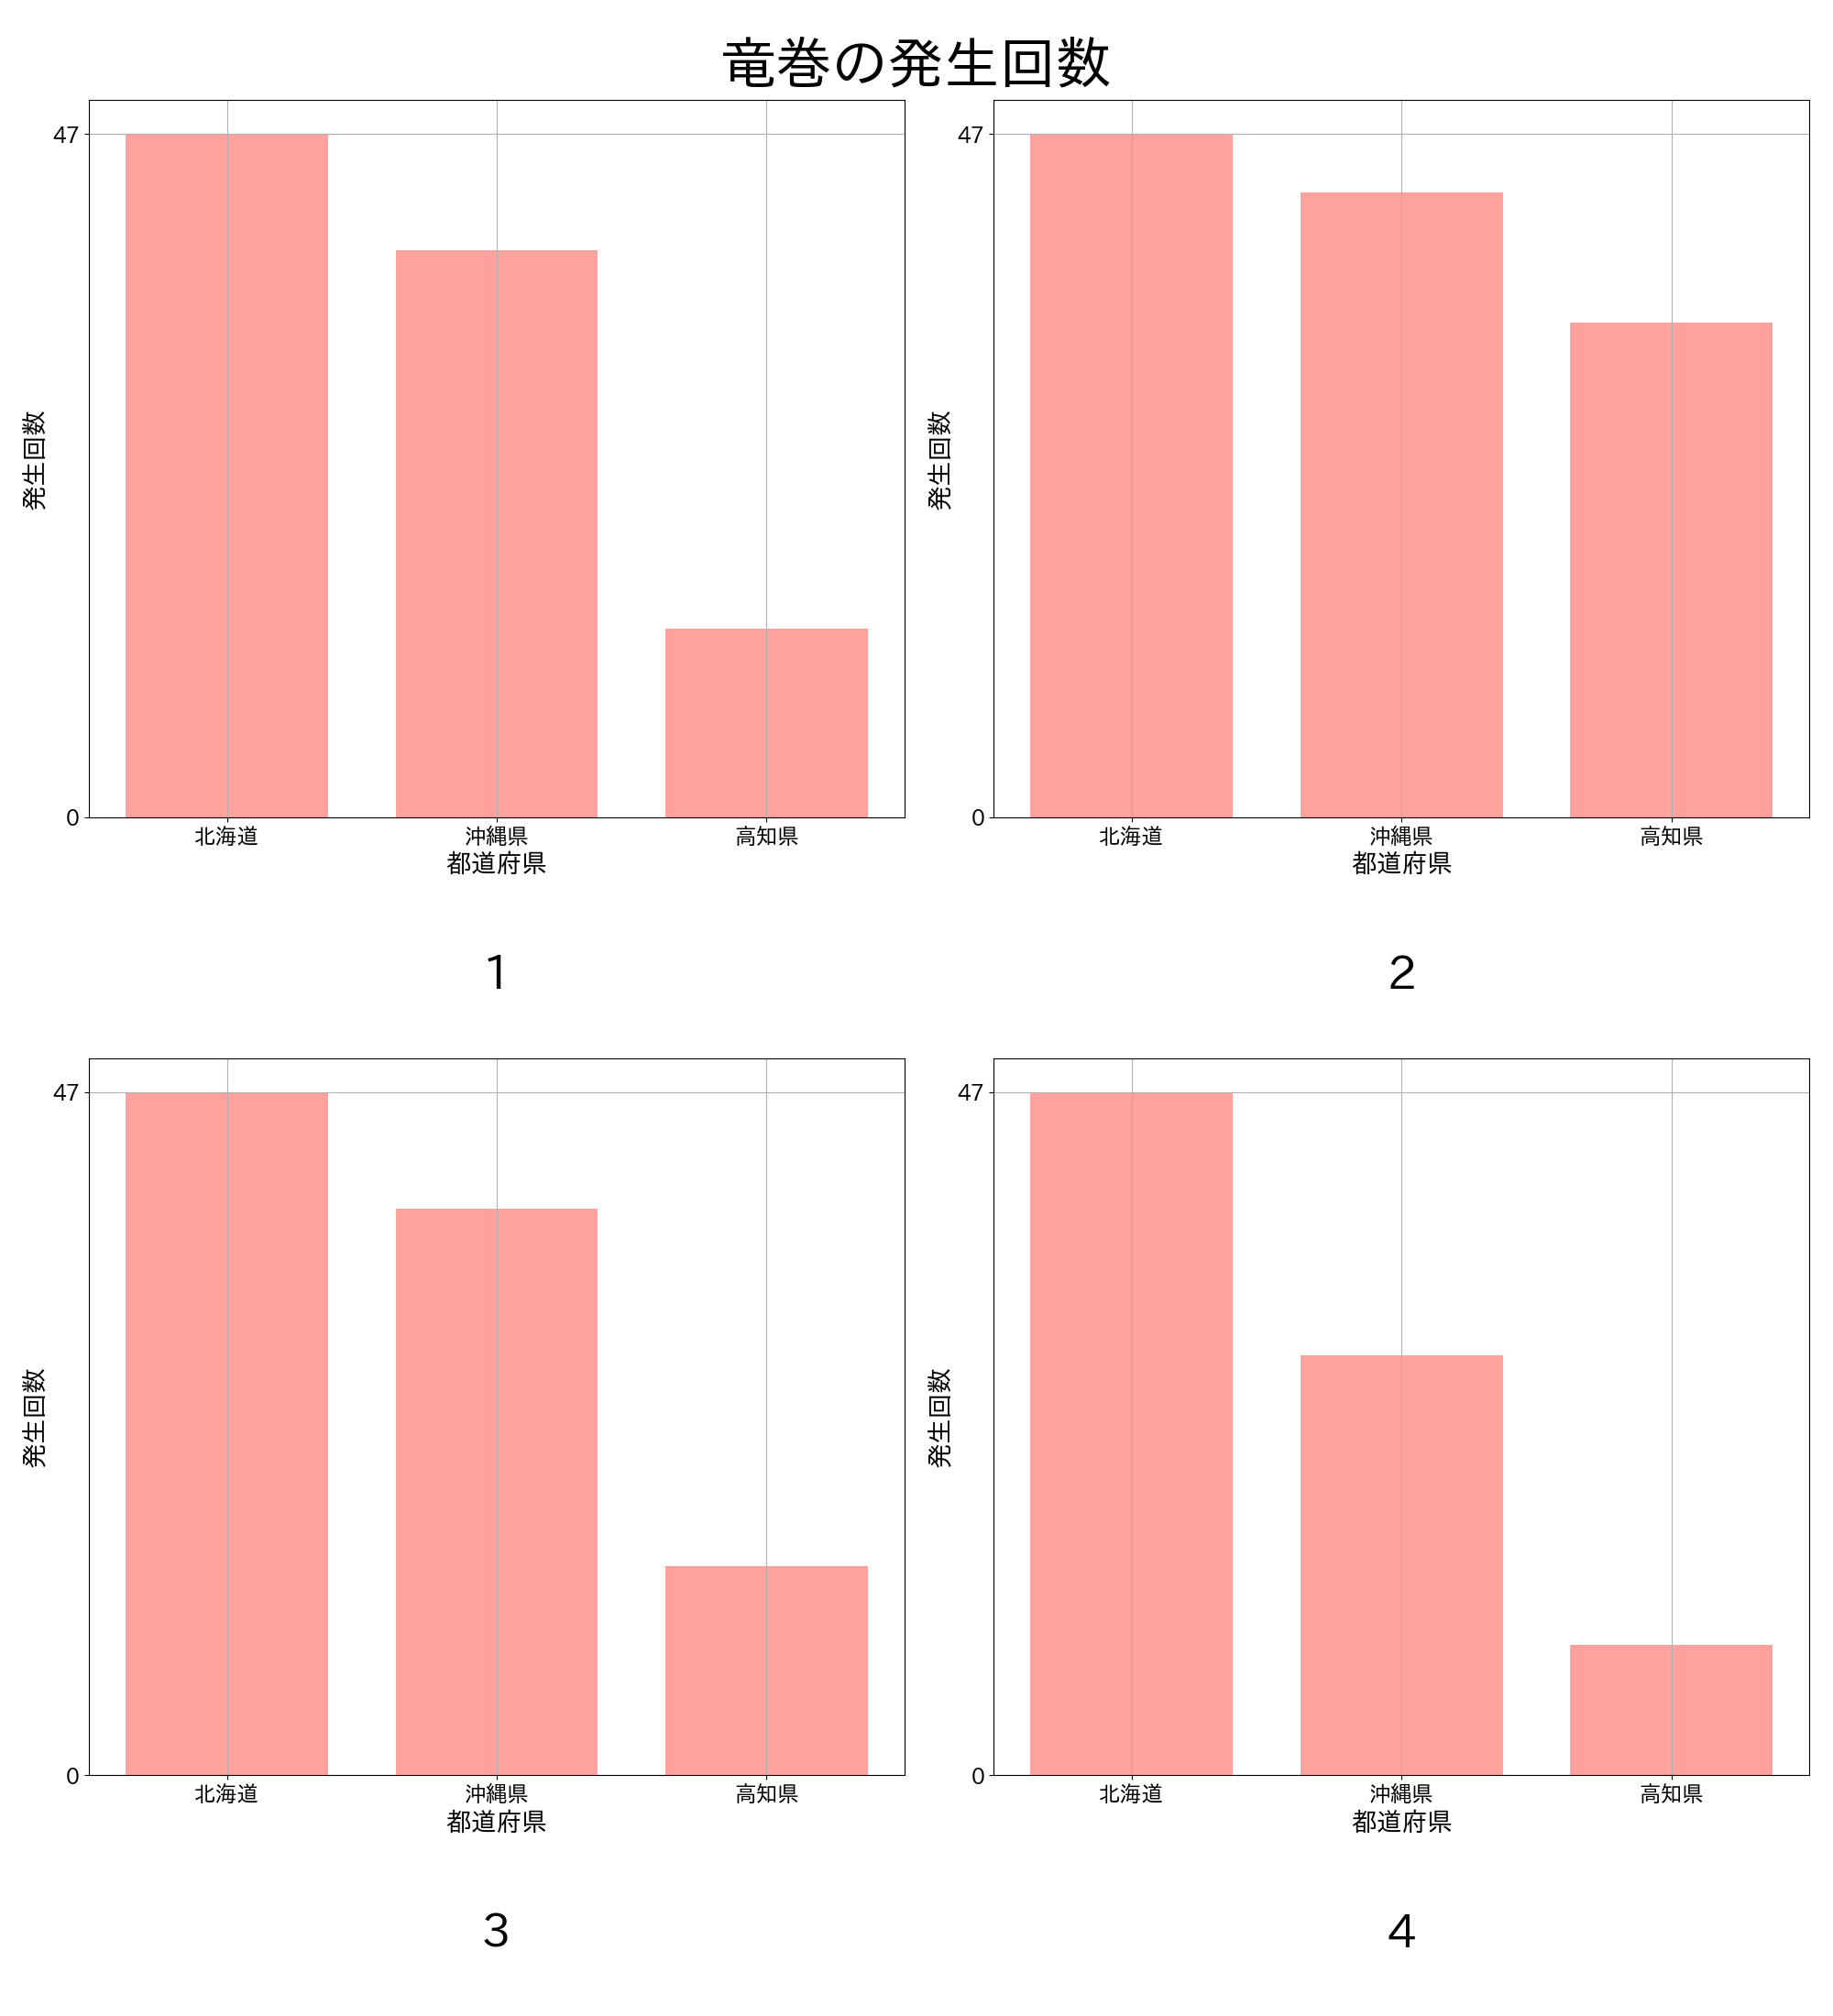 竜巻の発生回数
47
0
発生回数
北海道 沖縄県 高知県
都道府県
1
47
0
発生回数
北海道 沖縄県 高知県
都道府県
2
47
0
発生回数
北海道 沖縄県 高知県
都道府県
3
47
0
発生回数
北海道 沖縄県 高知県
都道府県
4